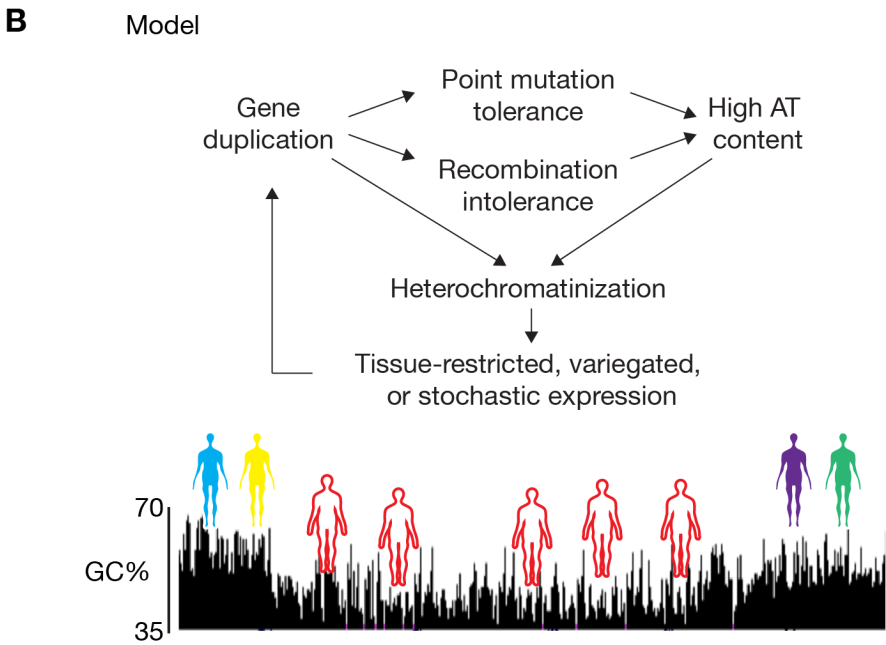 B
Model
Gene
duplication
Point mutation
tolerance
High AT
content
Recombination
intolerance
Heterochromatinization
Tissue-restricted, variegated,
or stochastic expression
70
GC%
35